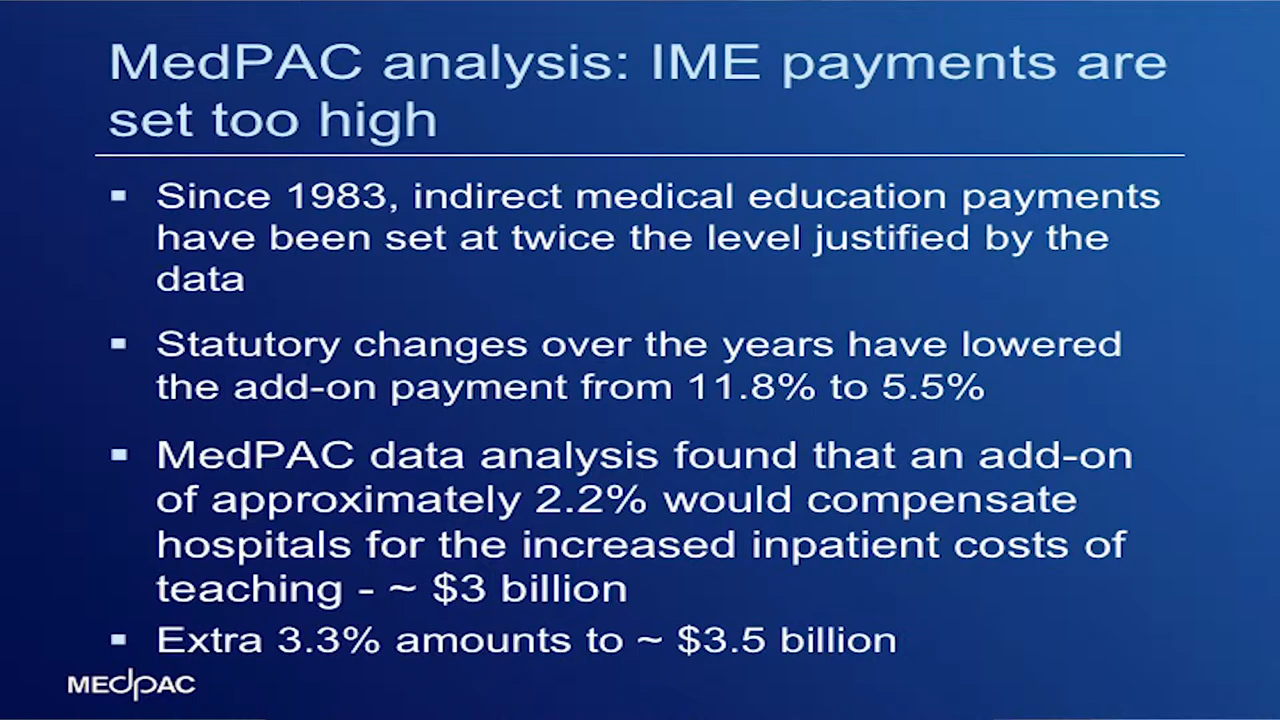 MedPAC analysis: IME payments are
set too high
▪ Since 1983, indirect medical education payments
have been set at twice the level justified by the
data
▪ Statutory changes over the years have lowered
the add-on payment from 11.8% to 5.5%
▪ MedPAC data analysis found that an add-on
of approximately 2.2% would compensate
hospitals for the increased inpatient costs of
teaching - ~ $3 billion
▪ Extra 3.3% amounts to ~ $3.5 billion
MEdpAC